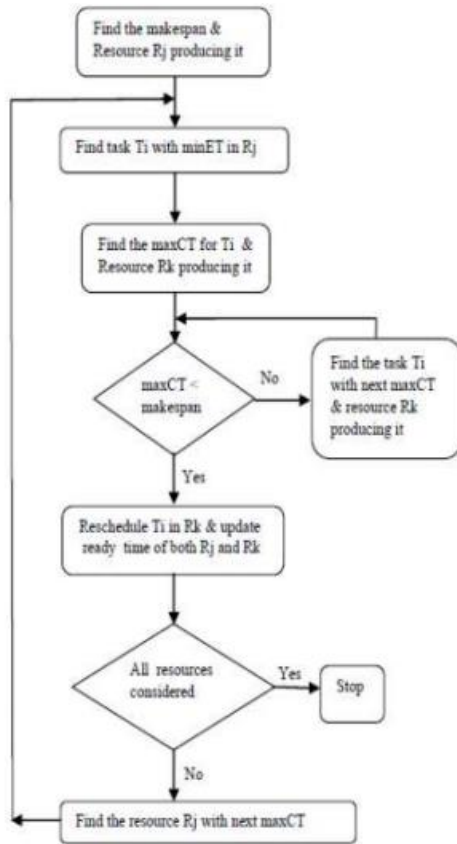 Find the makespan &
Resource Rj producing it
Find task Ti with minET in Rj
Find the maxCT for Ti &
Resource Rk producing it
maxCT <
makespan
No
Find the task Ti
with next maxCT
& resource Rk
producing it
Yes
Reschedule Ti in Rk & update
ready time of both Rj and Rk
All resources
considered
Yes
Stop
No
Find the resource Rj with next maxCT